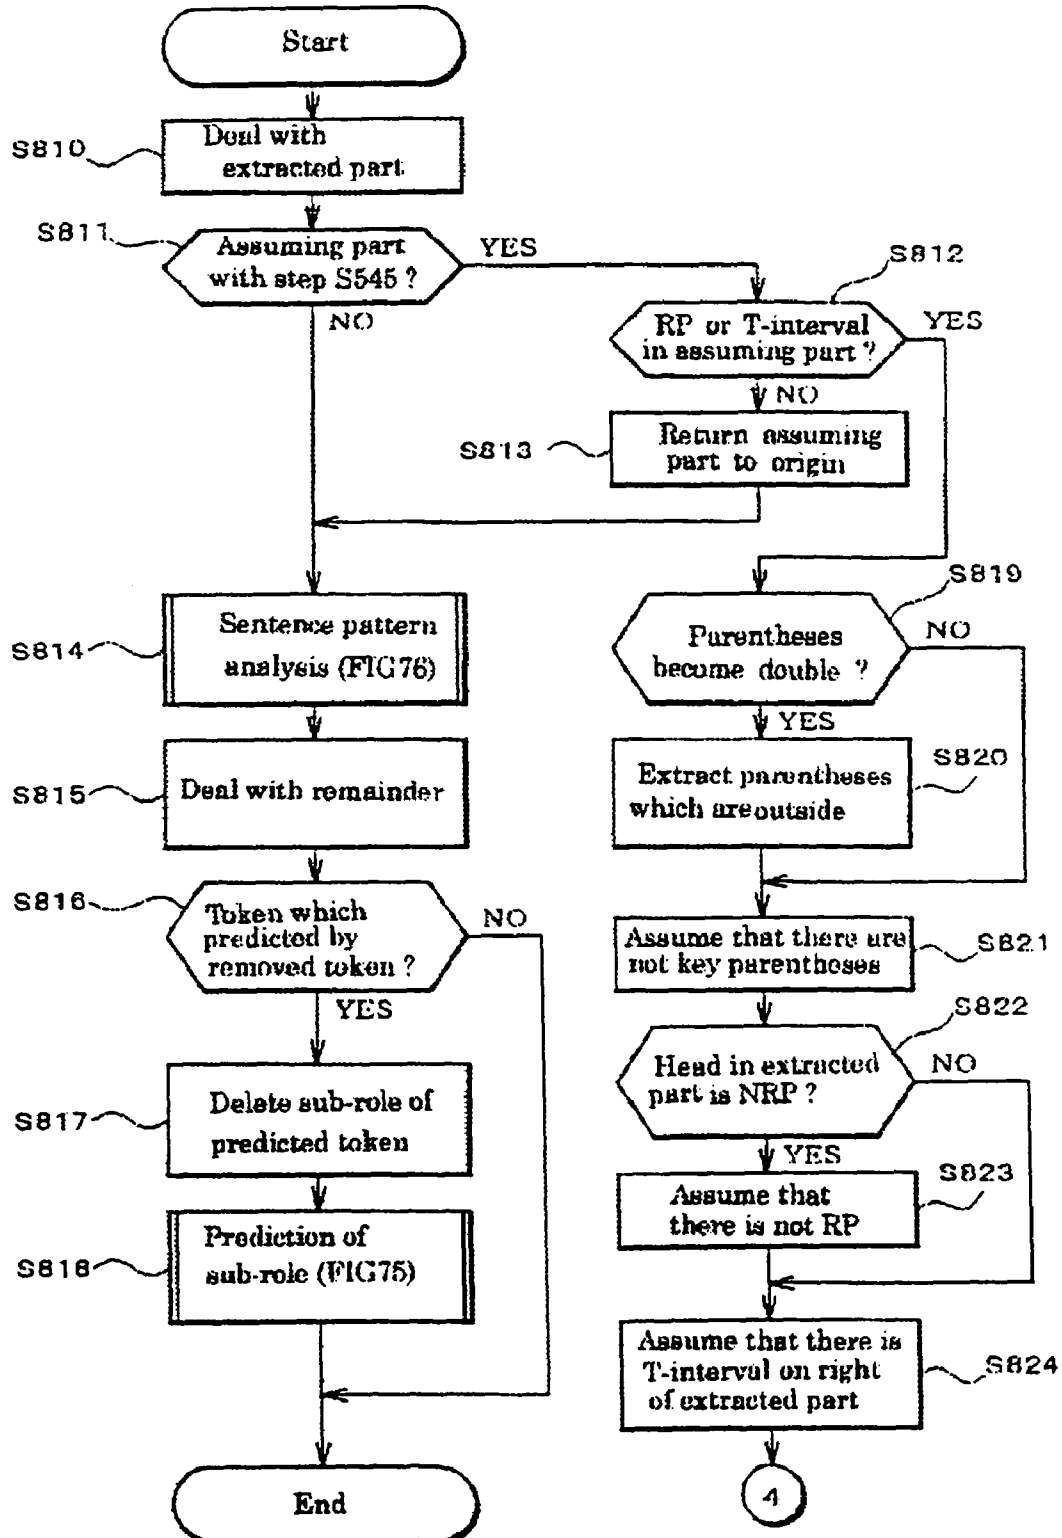 Start
S810
Deal with
extracted part
S811
Assuming part
with step S545 ?
YES
NO
S812
RP or T-interval
in assuming part ?
YES
NO
S813
Return assuming
part to origin
S814
Sentence pattern
analysis (FIG76)
S815
Deal with remainder
S816
Token which
predicted by
removed token ?
NO
YES
S817
Delete sub-role of
predicted token
S818
Prediction of
sub-role (FIG75)
End
S819
Parentheses
become double ?
NO
YES
S820
Extract parentheses
which are outside
S821
Assume that there are
not key parentheses
S822
Head in extracted
part is NRP ?
NO
YES
S823
Assume that
there is not RP
S824
Assume that there is
T-interval on right
of extracted part
4